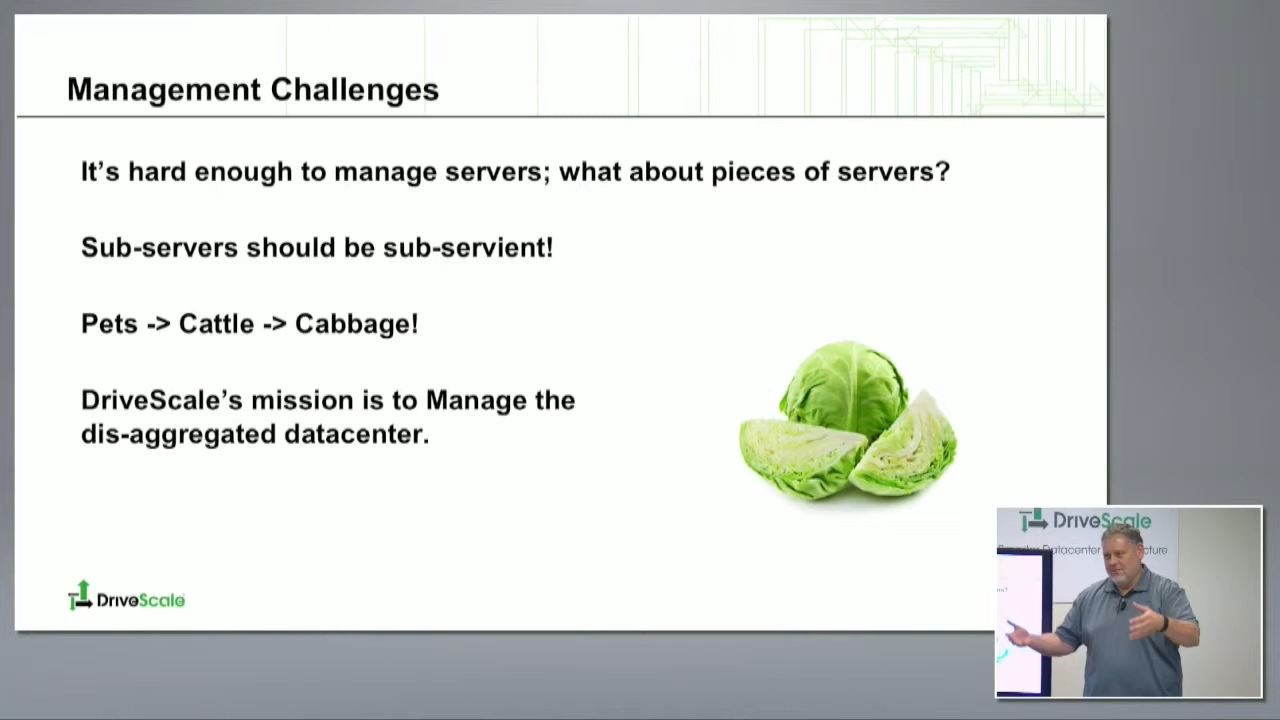 Management Challenges
It’s hard enough to manage servers; what about pieces of servers?
Sub-servers should be sub-servient!
Pets -> Cattle -> Cabbage!
DriveScale’s mission is to Manage the
dis-aggregated datacenter.
DriveScale
DriveScale
Datacenter